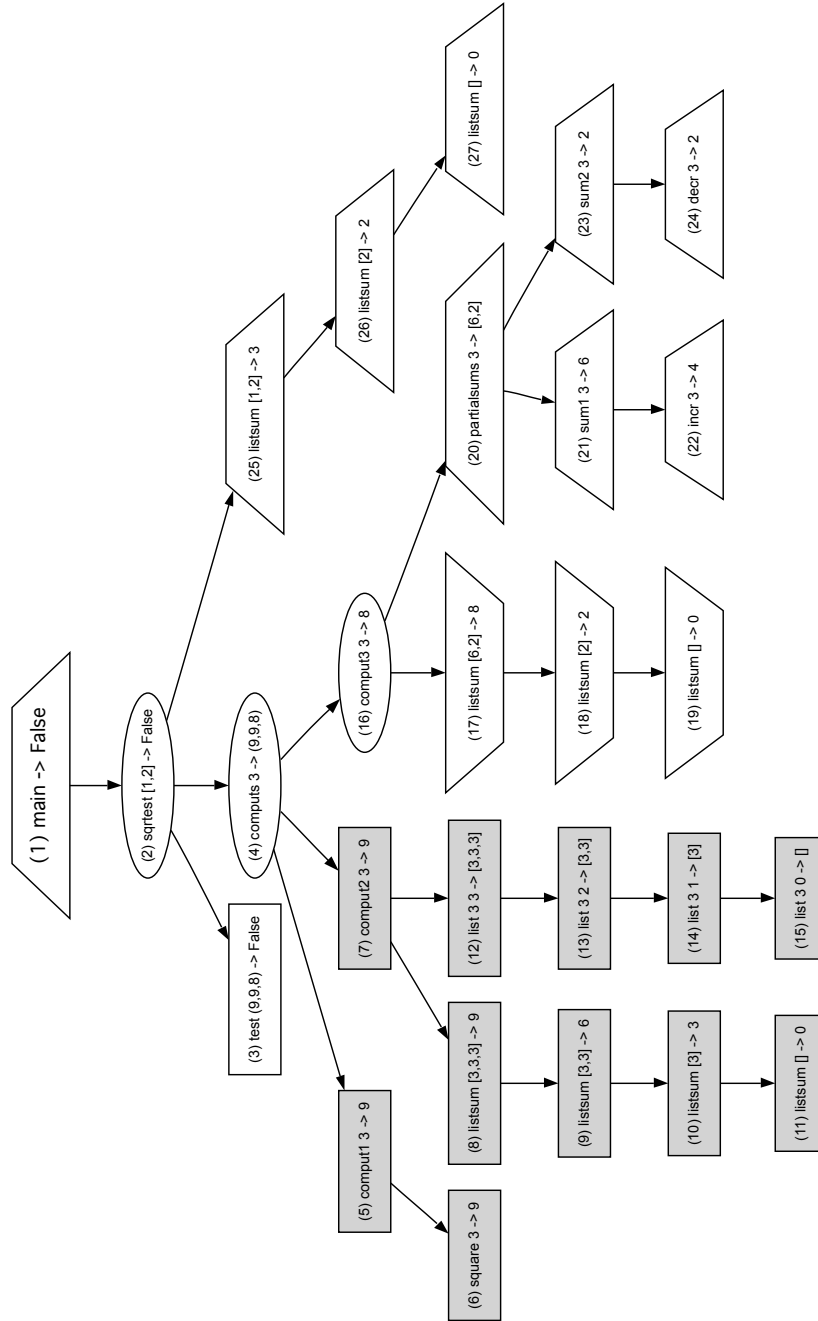 (1) main -> False
(2) sqrtest [1,2] -> False
(3) test (9,9,8) -> False
(4) computs 3 -> (9,9,8)
(25) listsum [1,2] -> 3
(5) comput1 3 -> 9
(7) comput2 3 -> 9
(16) comput3 3 -> 8
(26) listsum [2] -> 2
(6) square 3 -> 9
(8) listsum [3,3,3] -> 9
(12) list 3 3 -> [3,3,3]
(17) listsum [6,2] -> 8
(20) partialsums 3 -> [6,2]
(27) listsum [] -> 0
(9) listsum [3,3] -> 6
(13) list 3 2 -> [3,3]
(18) listsum [2] -> 2
(21) sum1 3 -> 6
(23) sum2 3 -> 2
(10) listsum [3] -> 3
(14) list 3 1 -> [3]
(19) listsum [] -> 0
(22) incr 3 -> 4
(24) decr 3 -> 2
(11) listsum [] -> 0
(15) list 3 0 -> []